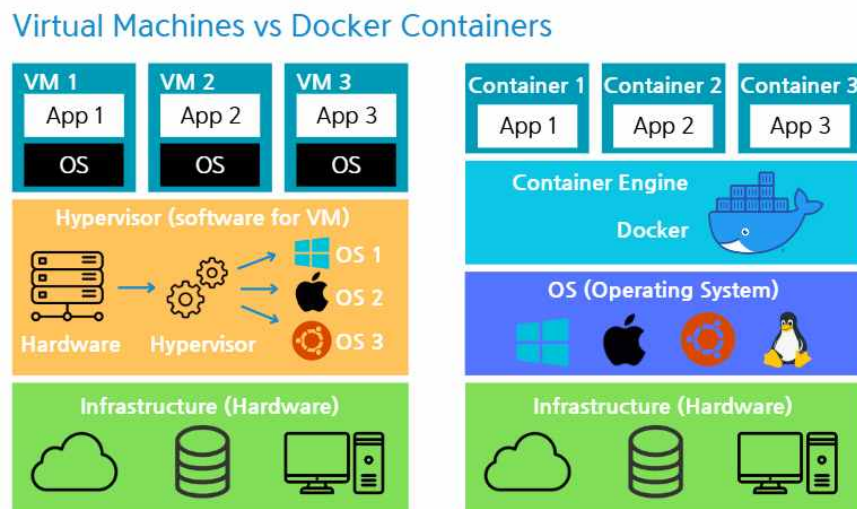 Virtual Machines vs Docker Containers
VM 1
App 1
OS
VM 2
App 2
OS
VM 3
App 3
OS
Hypervisor (software for VM)
Hardware
Hypervisor
OS 1
OS 2
OS 3
Infrastructure (Hardware)
Container 1
App 1
Container 2
App 2
Container 3
App 3
Container Engine
Docker
OS (Operating System)
Infrastructure (Hardware)